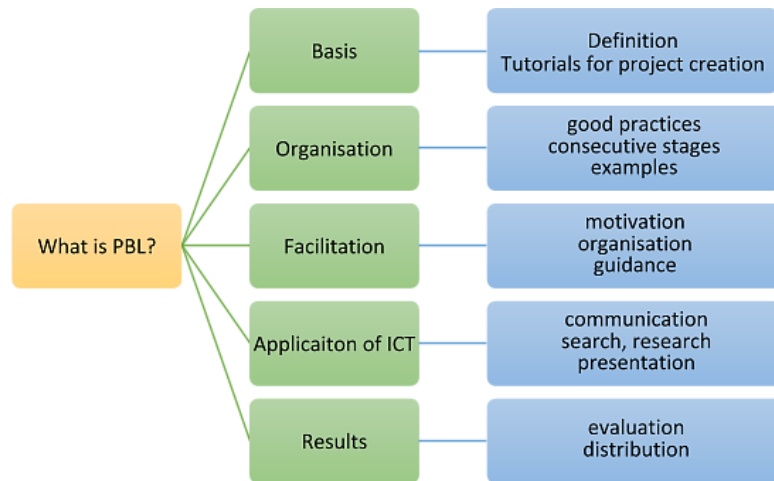 What is PBL?
Basis
Definition
Tutorials for project creation
Organisation
good practices
consecutive stages
examples
Facilitation
motivation
organisation
guidance
Applicaiton of ICT
communication
search, research
presentation
Results
evaluation
distribution